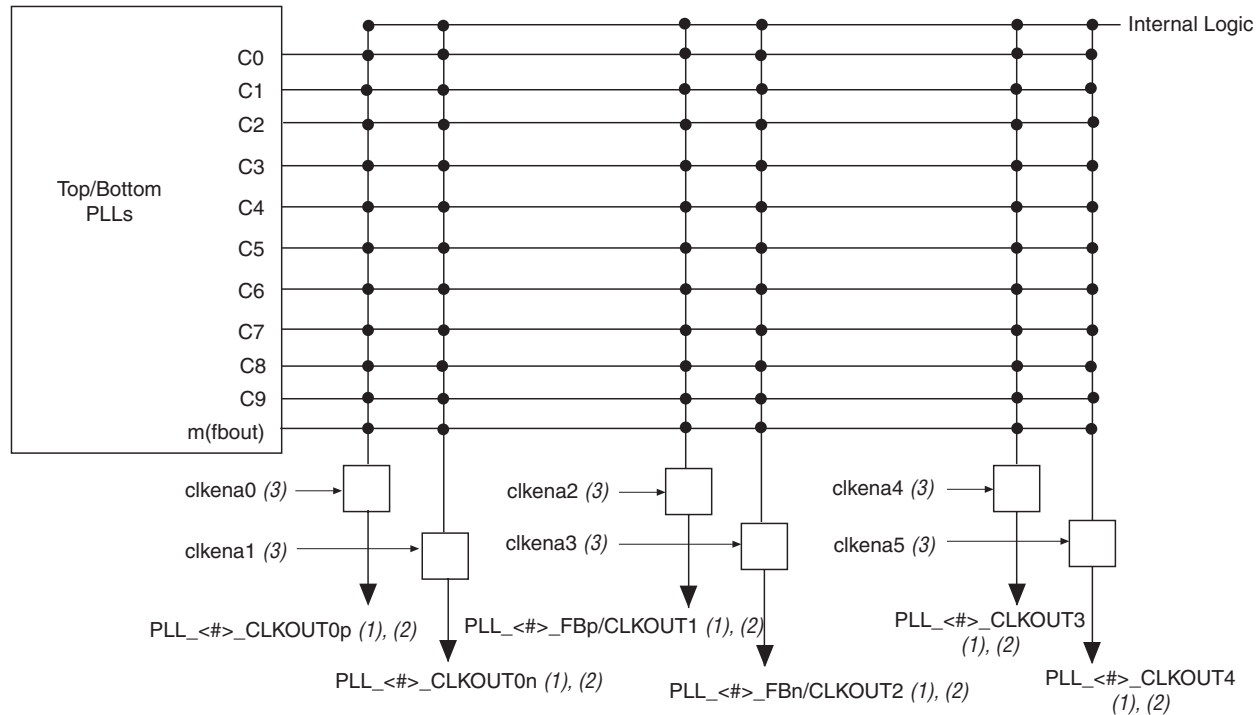 Internal Logic
C0
C1
C2
C3
Top/Bottom
PLLs
C4
C5
C6
C7
C8
C9
m(fbout)
clkena0 (3)
clkena2 (3)
clkena4 (3)
clkena1 (3)
clkena3 (3)
clkena5 (3)
PLL_<#>_CLKOUT0p (1), (2)
PLL_<#>_FBp/CLKOUT1 (1), (2)
PLL_<#>_CLKOUT3
(1), (2)
PLL_<#>_CLKOUT0n (1), (2)
PLL_<#>_FBn/CLKOUT2 (1), (2)
PLL_<#>_CLKOUT4
(1), (2)